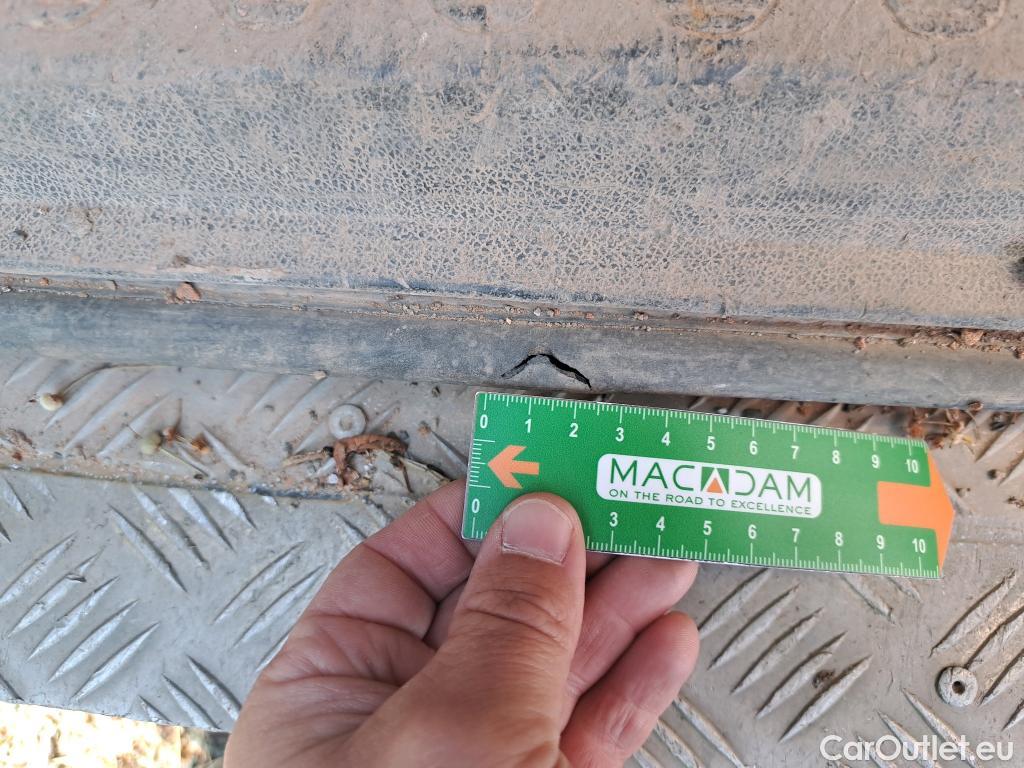 0 1 2 3 4 5 6 7 8 9 10
MACADAM
ON THE ROAD TO EXCELLENCE
0 3 4 5 6 7 8 9 10
CarOutlet.eu